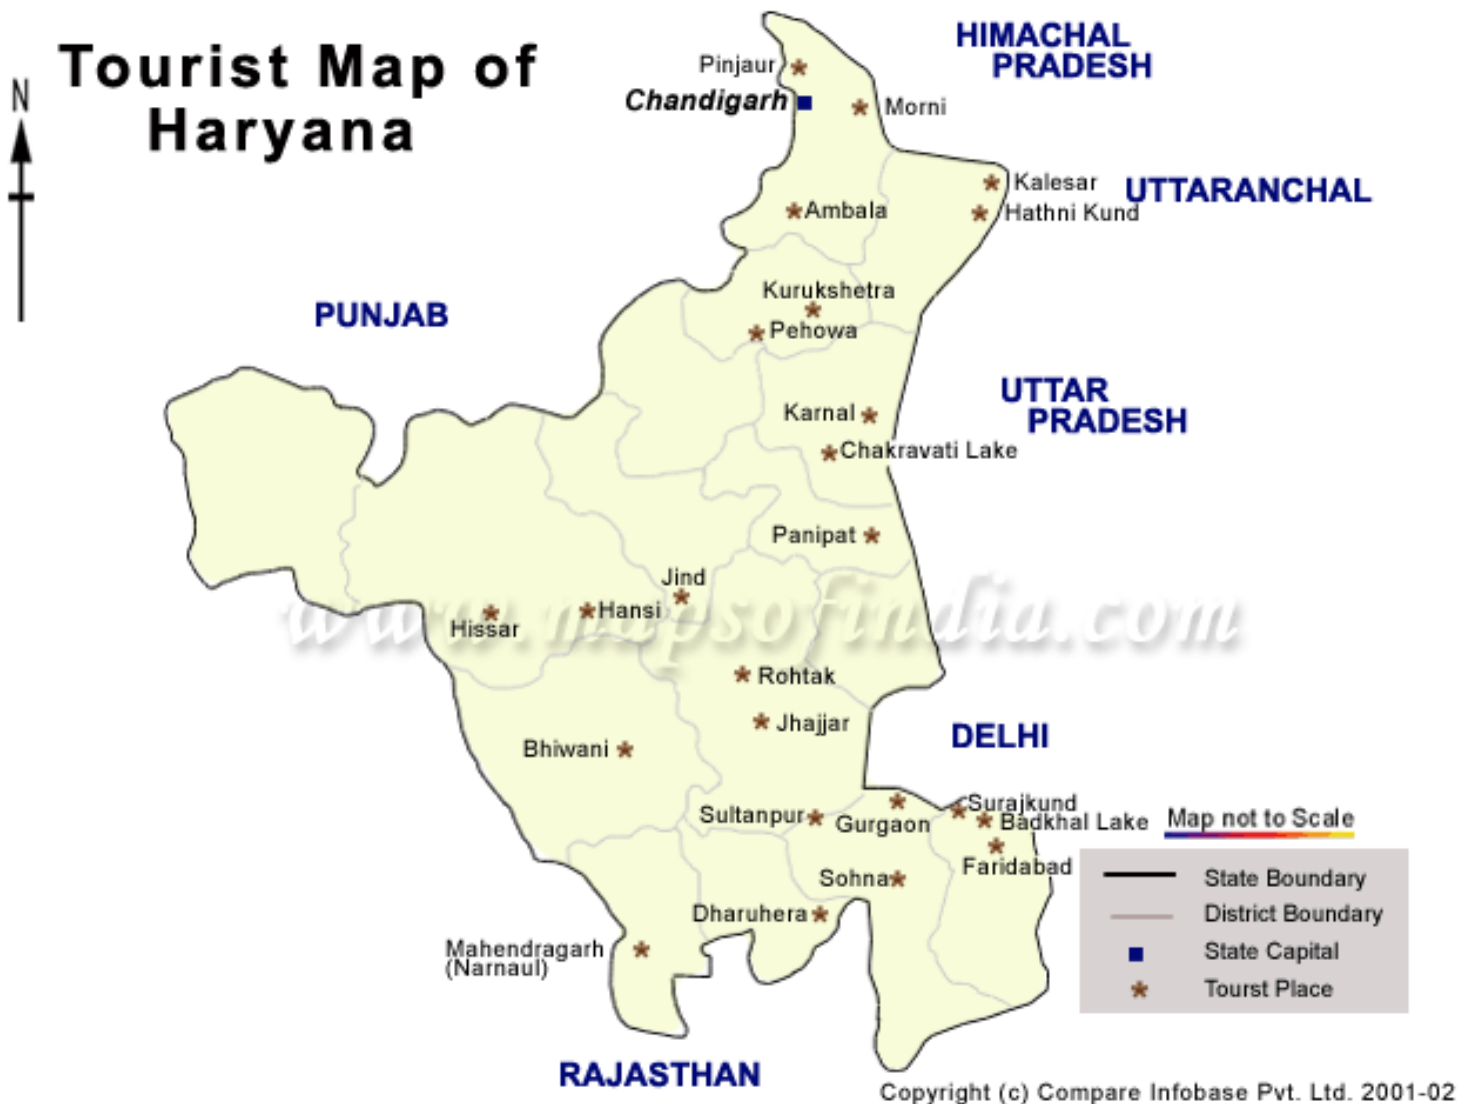 Tourist Map of
Haryana
N
HIMACHAL
PRADESH
Pinjaur
Chandigarh
Morni
Kalesar
UTTARANCHAL
Ambala
Hathni Kund
Kurukshetra
PUNJAB
Pehowa
UTTAR
PRADESH
Karnal
Chakravati Lake
Panipat
Jind
www.mapsofindia.com
Hansi
Hissar
Rohtak
Jhajjar
DELHI
Bhiwani
Surajkund
Sultanpur
Gurgaon
Badkhal Lake
Map not to Scale
Faridabad
Sohna
State Boundary
Dharuhera
District Boundary
Mahendragarh
(Narnaul)
State Capital
Tourst Place
RAJASTHAN
Copyright (c) Compare Infobase Pvt. Ltd. 2001-02